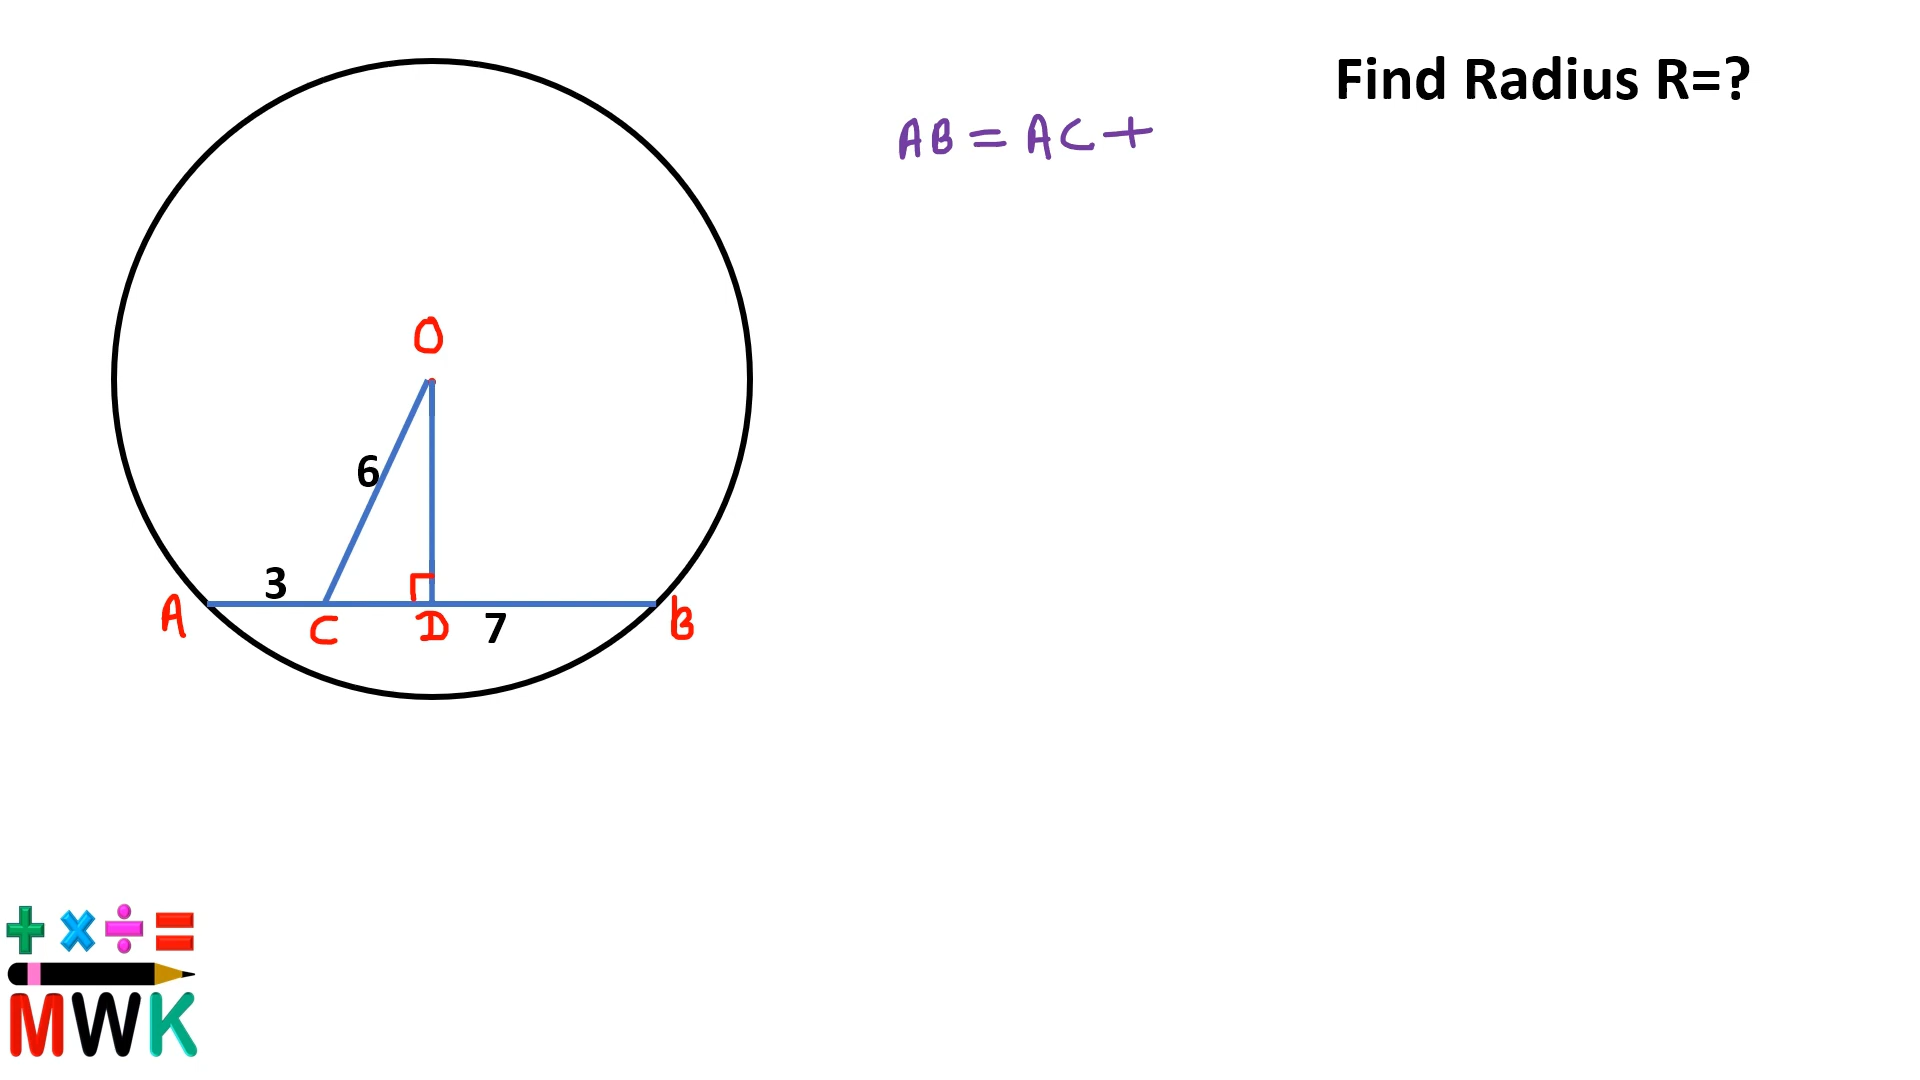 Find Radius R=?
AB = AC +
O
6
3
A
C
D
7
B
MWK